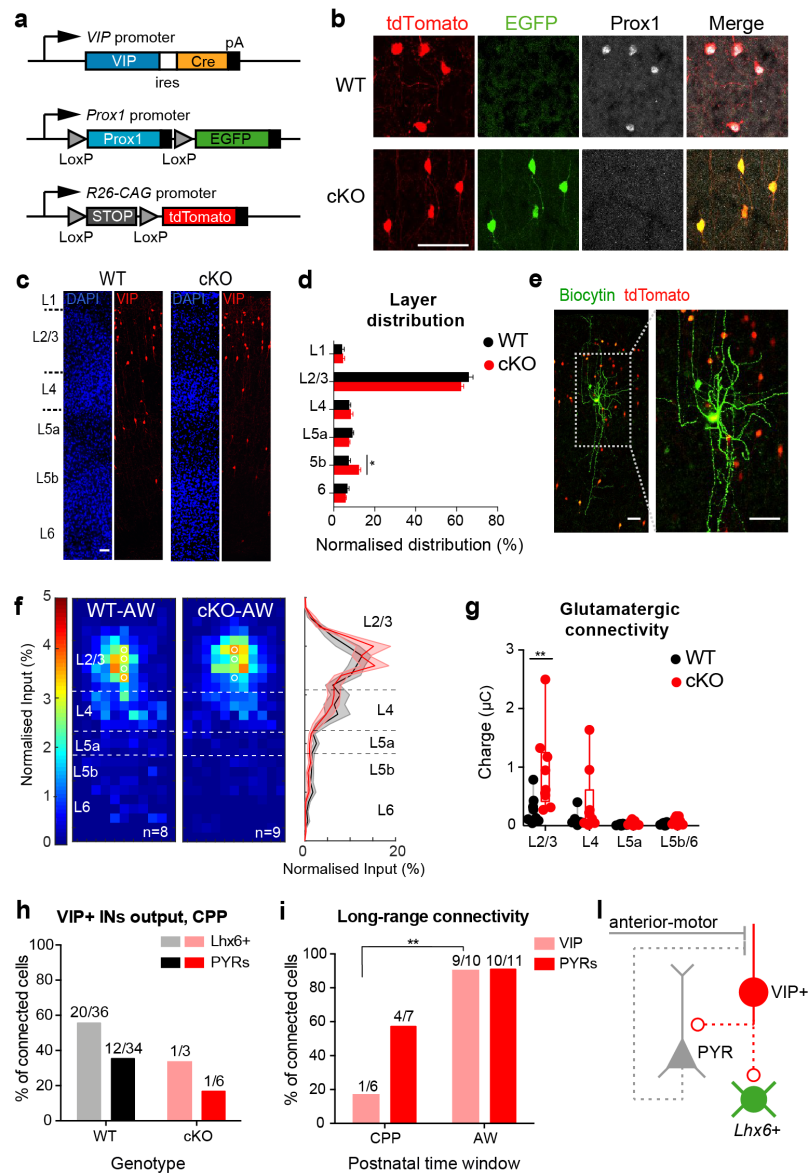 a
VIP promoter
pA
VIP
Cre
ires
Prox1 promoter
Prox1
EGFP
LoxP
LoxP
R26-CAG promoter
STOP
tdTomato
LoxP
LoxP
b
tdTomato
EGFP
Prox1
Merge
WT
cKO
c
WT
cKO
DAPI
VIP
DAPI
VIP
L1
L2/3
L4
L5a
L5b
L6
d
Layer
distribution
WT
cKO
L1
L2/3
L4
L5a
5b
*
6
0
20
40
60
80
Normalised distribution (%)
e
Biocytin tdTomato
f
5
4
3
2
1
0
Normalised Input (%)
WT-AW
cKO-AW
L2/3
L4
L5a
L5b
L6
n=8
n=9
L2/3
L4
L5a
L5b
L6
0
20
Normalised Input (%)
g
Glutamatergic
connectivity
WT
cKO
**
3
2
1
0
Charge (µC)
L2/3
L4
L5a
L5b/6
h
VIP+ INs output, CPP
Lhx6+
PYRs
100
80
60
40
20
0
% of connected cells
20/36
12/34
1/3
1/6
WT
cKO
Genotype
i
Long-range connectivity
VIP
PYRs
**
100
80
60
40
20
0
% of connected cells
1/6
4/7
9/10
10/11
CPP
AW
Postnatal time window
l
anterior-motor
VIP+
PYR
Lhx6+